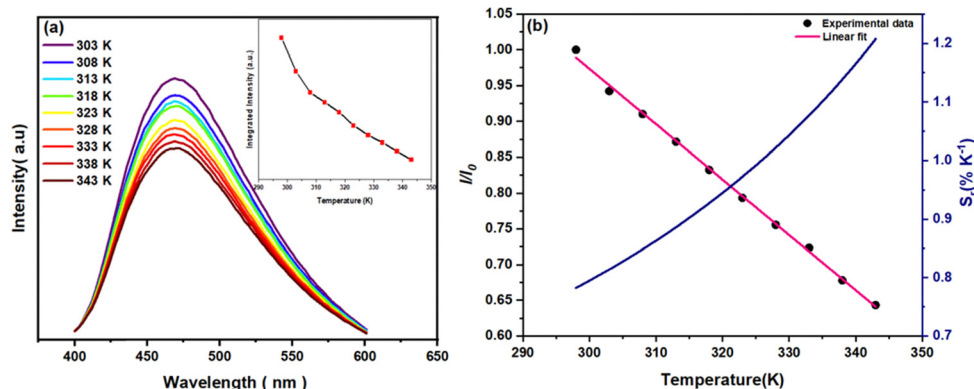 (a)
303 K
308 K
313 K
318 K
323 K
328 K
333 K
338 K
343 K
Intensity( a.u)
400 450 500 550 600 650
Wavelength ( nm )
Integrated Intensity (a.u.)
290 300 310 320 330 340 350
Temperature (K)
(b)
Experimental data
Linear fit
I/I0
1.00
0.95
0.90
0.85
0.80
0.75
0.70
0.65
0.60
290 300 310 320 330 340 350
Temperature(K)
1.2
1.1
1.0
0.9
0.8
0.7
Sr(% K-1)